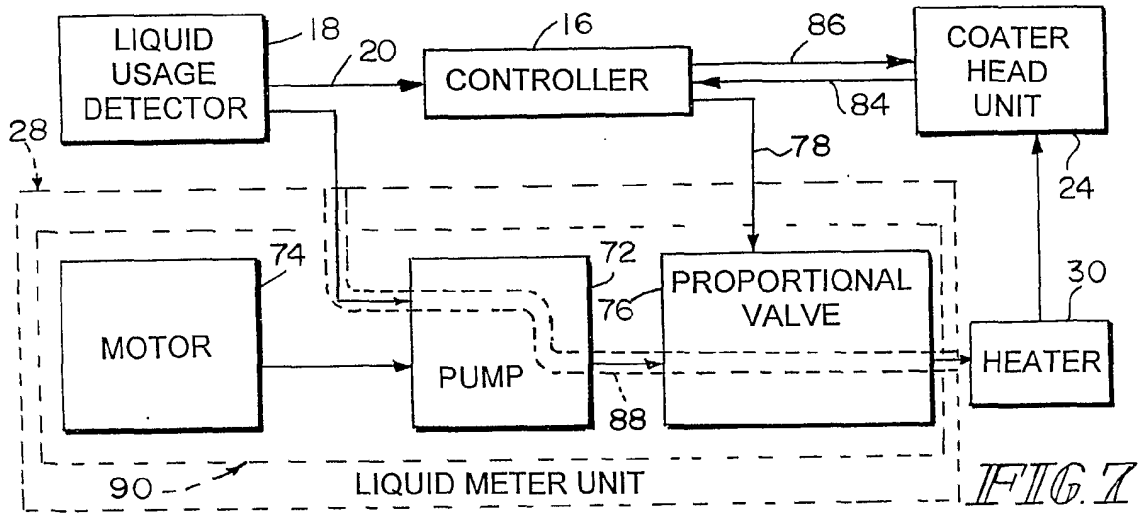 LIQUID
USAGE
DETECTOR
18
20
16
CONTROLLER
86
84
COATER
HEAD
UNIT
24
28
78
74
MOTOR
72
PUMP
76
PROPORTIONAL
VALVE
88
30
HEATER
90
LIQUID METER UNIT
FIG. 7